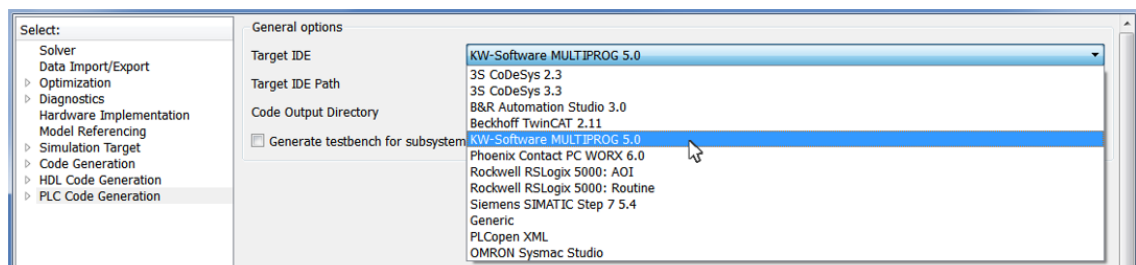 Select:
Solver
Data Import/Export
Optimization
Diagnostics
Hardware Implementation
Model Referencing
Simulation Target
Code Generation
HDL Code Generation
PLC Code Generation
General options
Target IDE
KW-Software MULTIPROG 5.0
Target IDE Path
Code Output Directory
Generate testbench for subsystem
3S CoDeSys 2.3
3S CoDeSys 3.3
B&R Automation Studio 3.0
Beckhoff TwinCAT 2.11
KW-Software MULTIPROG 5.0
Phoenix Contact PC WORX 6.0
Rockwell RSLogix 5000: AOI
Rockwell RSLogix 5000: Routine
Siemens SIMATIC Step 7 5.4
Generic
PLCopen XML
OMRON Sysmac Studio